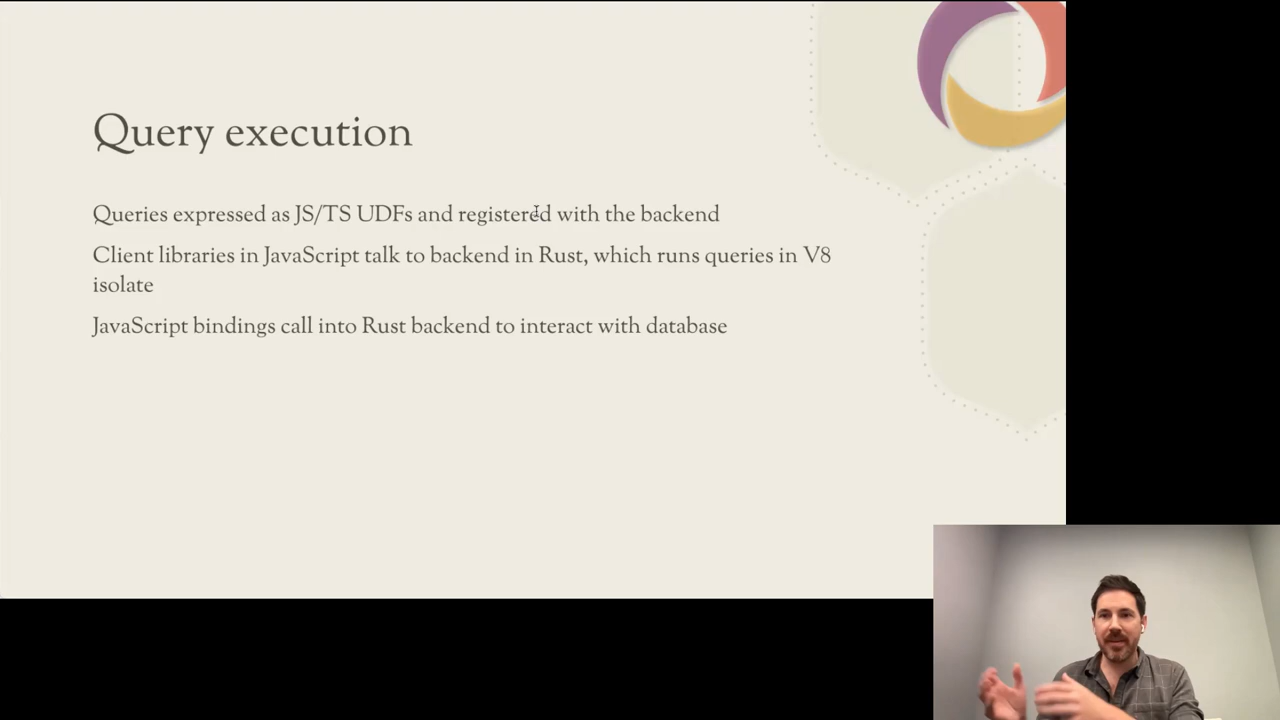 Query execution
Queries expressed as JS/TS UDFs and registered with the backend
Client libraries in JavaScript talk to backend in Rust, which runs queries in V8
isolate
JavaScript bindings call into Rust backend to interact with database